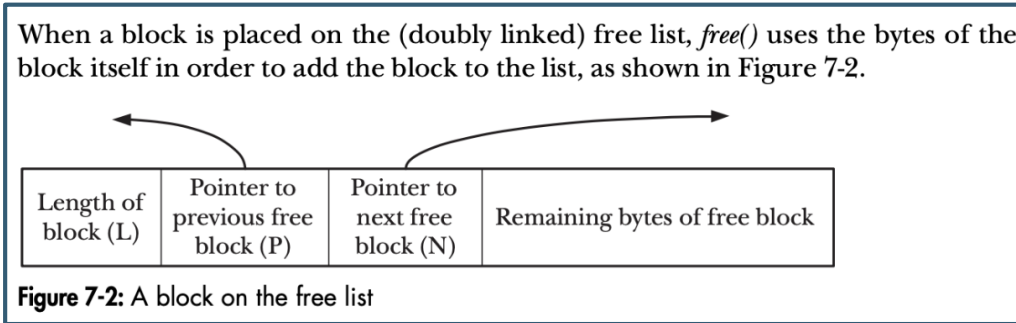 When a block is placed on the (doubly linked) free list, free() uses the bytes of the
block itself in order to add the block to the list, as shown in Figure 7-2.
Length of
block (L)
Pointer to
previous free
block (P)
Pointer to
next free
block (N)
Remaining bytes of free block
Figure 7-2: A block on the free list